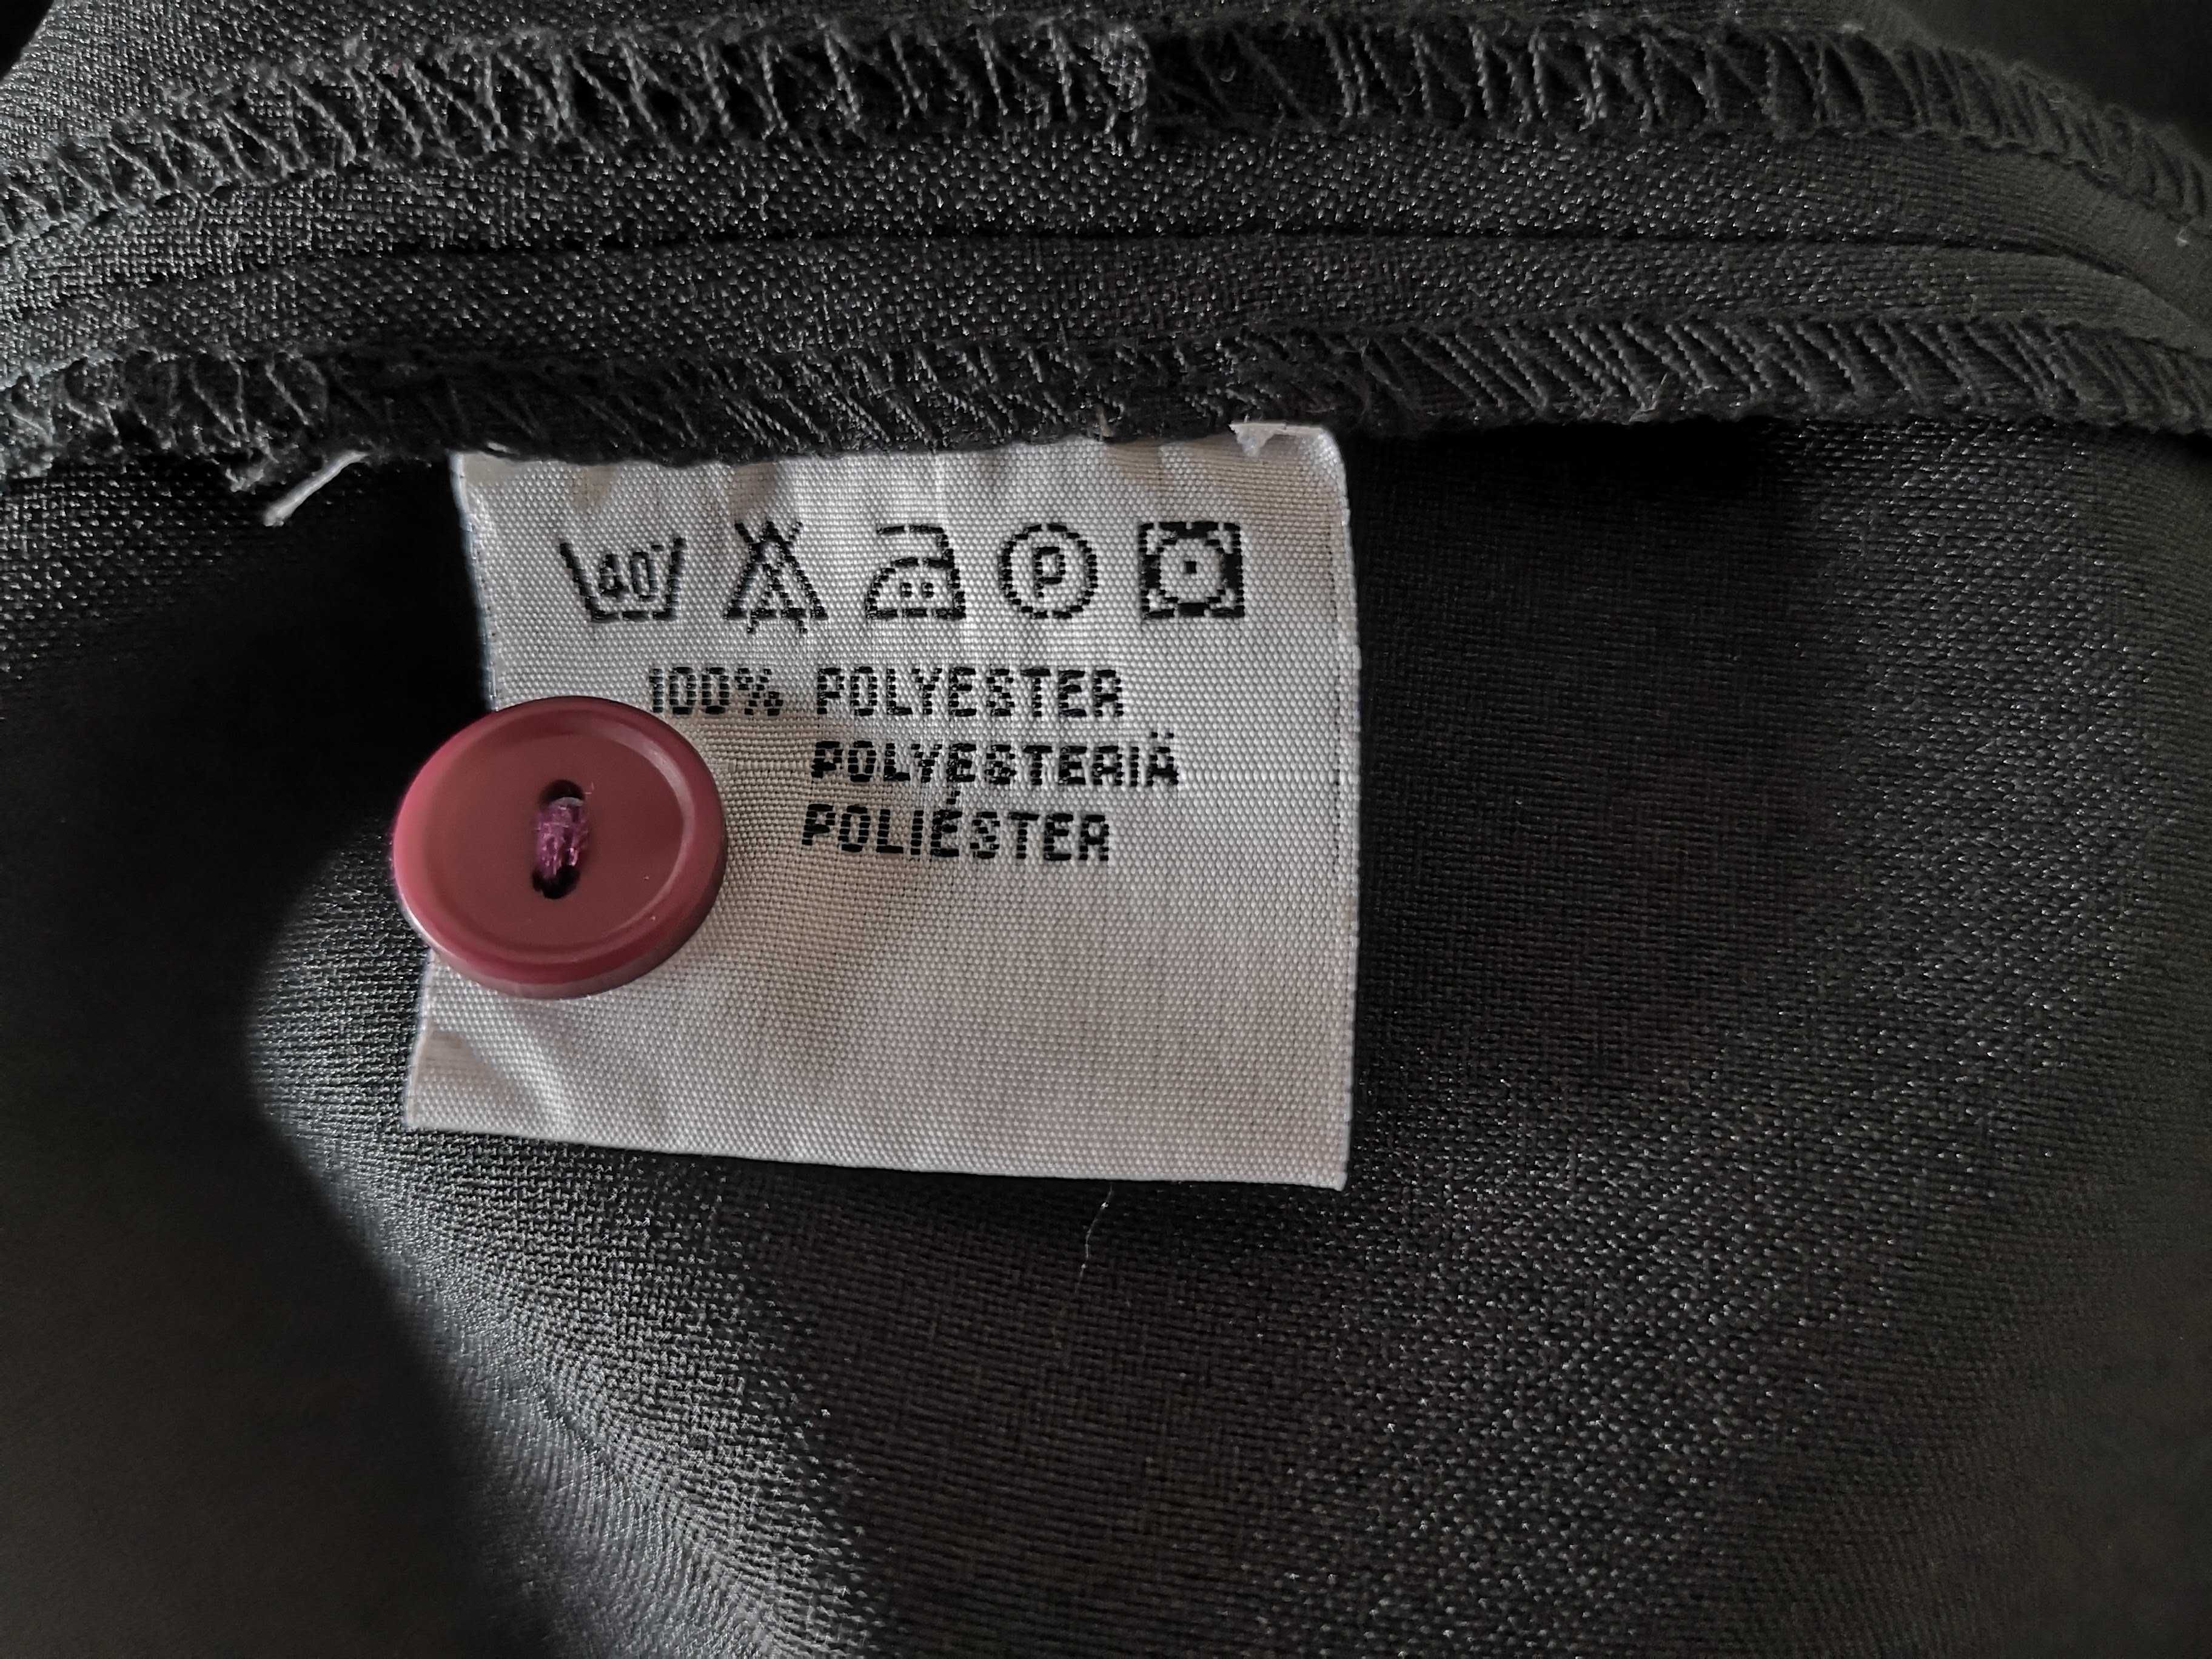 40° P
100% POLYESTER
POLYESTERIÄ
POLIÉSTER